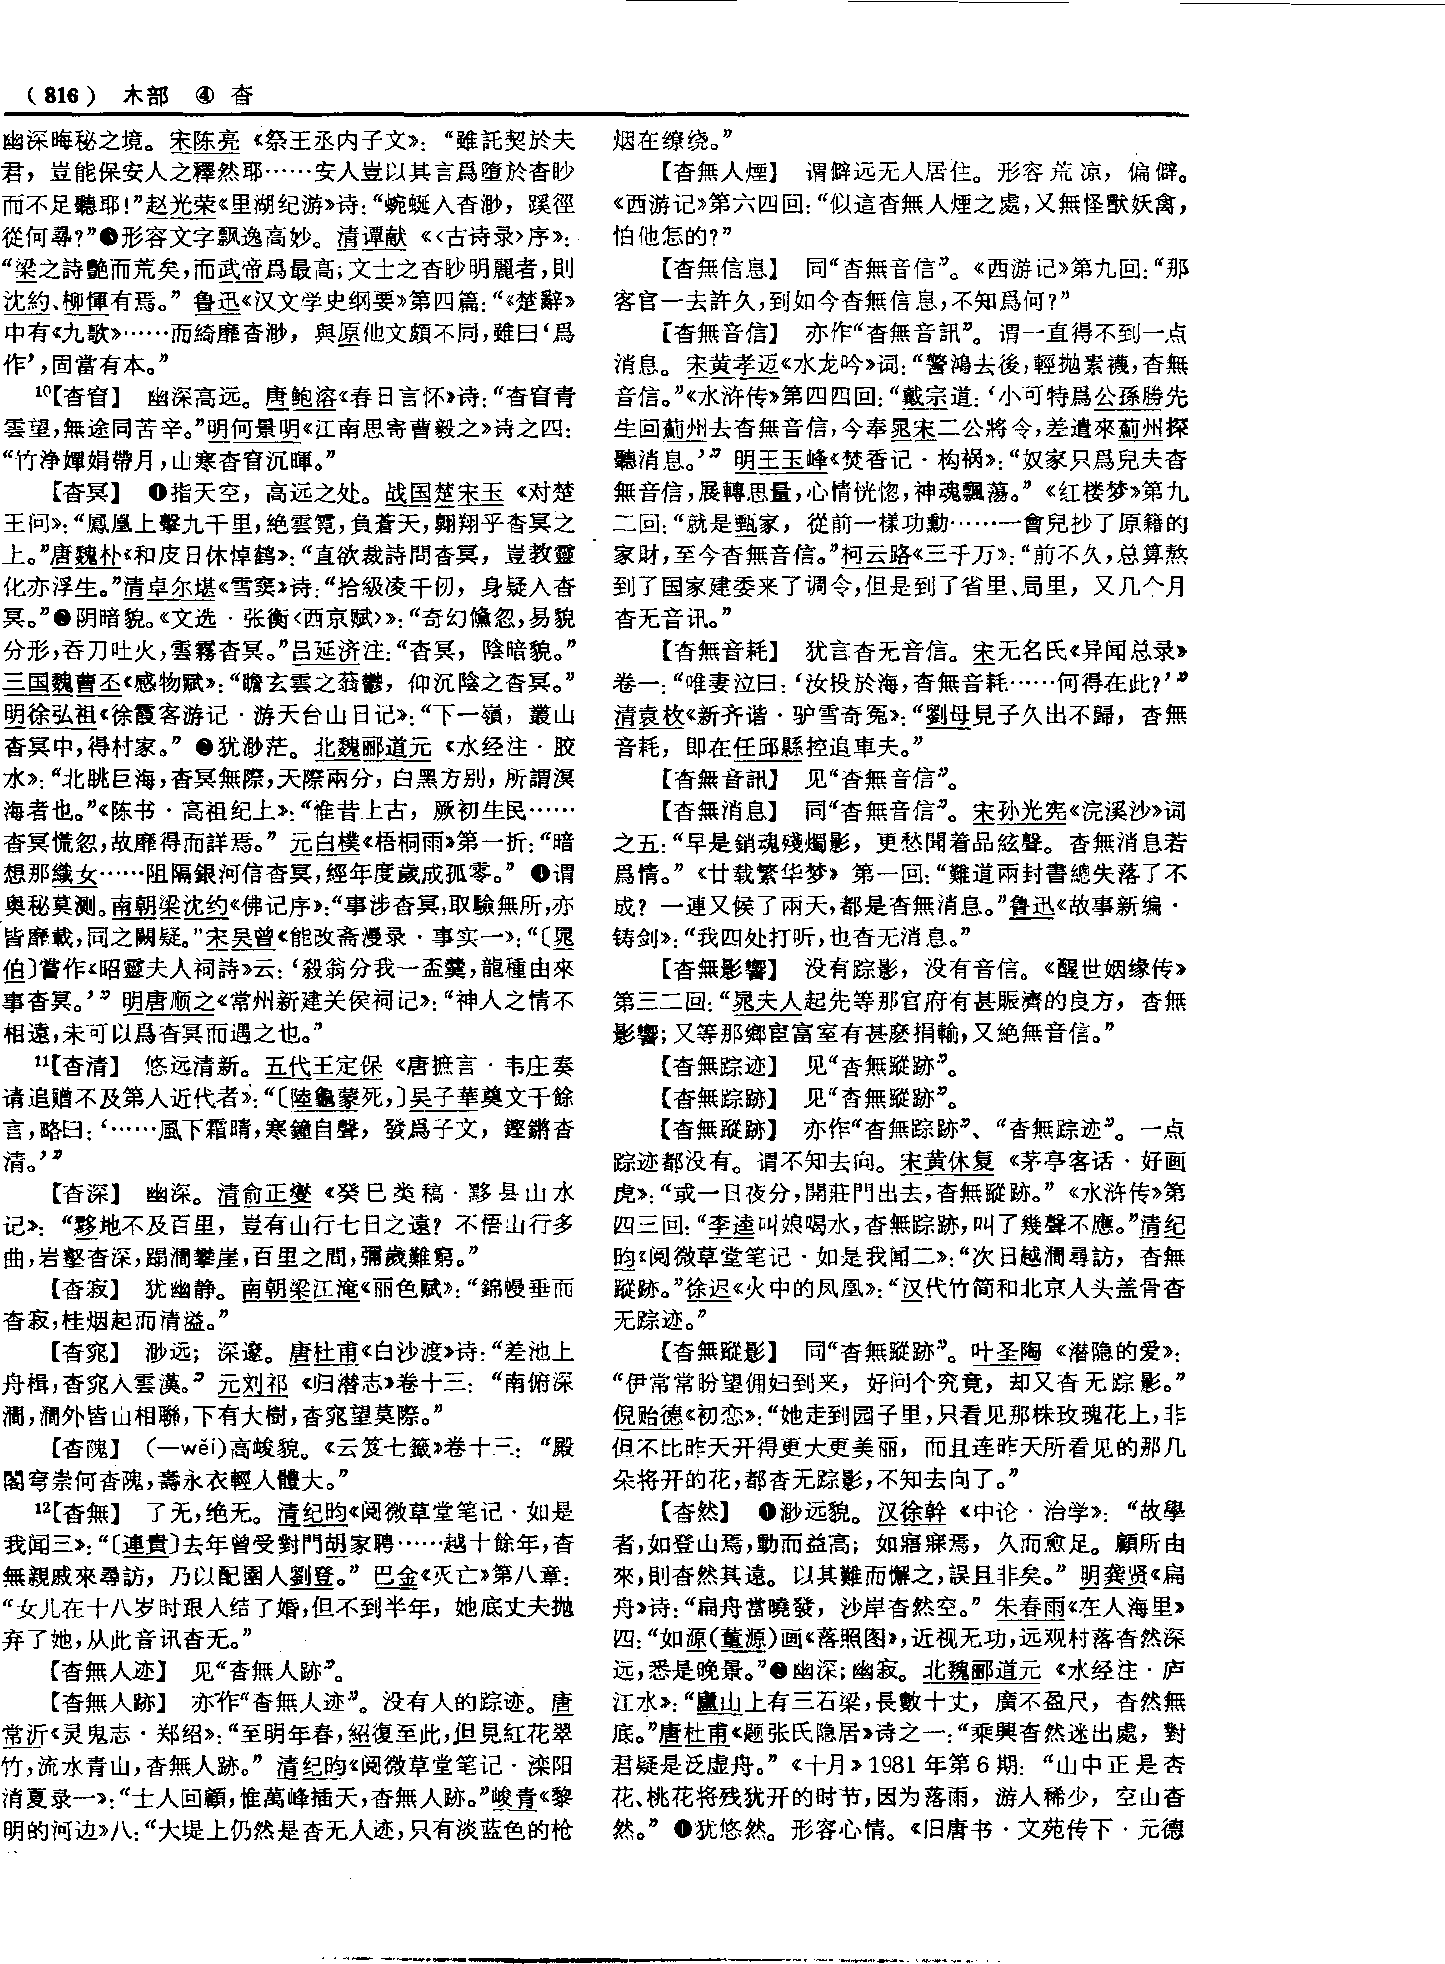 (816) 木部 ④ 杳
幽深晦秘之境。宋陈亮《祭王丞内子文》：“雖託契於夫
君，豈能保安人之釋然耶……安人豈以其言爲墮於杳眇
而不足聽耶！”赵光荣《里湖纪游》诗：“蜿蜒入杳渺，蹊徑
從何尋？”❸形容文字飘逸高妙。清谭献《〈古诗录〉序》：
“梁之詩艷而荒矣，而武帝爲最高；文士之杳眇明麗者，則
沈約、柳惲有焉。”鲁迅《汉文学史纲要》第四篇：“《楚辭》
中有《九歌》……而綺靡杳渺，與原他文頗不同，雖曰‘爲
作’，固當有本。”
10【杳窅】 幽深高远。唐鲍溶《春日言怀》诗：“杳窅青
雲望，無途同苦辛。”明何景明《江南思寄曹毅之》诗之四：
“竹净嬋娟帶月，山寒杳窅沉暉。”
【杳冥】 ❶指天空，高远之处。战国楚宋玉《对楚
王问》：“鳳凰上擊九千里，絶雲霓，負蒼天，翺翔乎杳冥之
上。”唐魏朴《和皮日休悼鹤》：“直欲裁詩問杳冥，豈教靈
化亦浮生。”清卓尔堪《雪窦》诗：“拾級凌千仞，身疑入杳
冥。”❷阴暗貌。《文选·张衡〈西京赋〉》：“奇幻儵忽，易貌
分形，吞刀吐火，雲霧杳冥。”吕延济注：“杳冥，陰暗貌。”
三国魏曹丕《感物赋》：“瞻玄雲之蓊鬱，仰沉陰之杳冥。”
明徐弘祖《徐霞客游记·游天台山日记》：“下一嶺，叢山
杳冥中，得村家。”❸犹渺茫。北魏郦道元《水经注·胶
水》：“北眺巨海，杳冥無際，天際兩分，白黑方别，所謂溟
海者也。”《陈书·高祖纪上》：“惟昔上古，厥初生民……
杳冥慌忽，故靡得而詳焉。”元白樸《梧桐雨》第一折：“暗
想那織女……阻隔銀河信杳冥，經年度歲成孤零。”❹谓
奥秘莫测。南朝梁沈约《佛记序》：“事涉杳冥，取驗無所，亦
皆靡載，同之闕疑。”宋吴曾《能改斋漫录·事实一》：“〔晁
伯〕嘗作《昭靈夫人祠詩》云：‘殺翁分我一盃羹，龍種由來
事杳冥。’”明唐顺之《常州新建关侯祠记》：“神人之情不
相遠，未可以爲杳冥而遇之也。”
11【杳清】 悠远清新。五代王定保《唐摭言·韦庄奏
请追赠不及第人近代者》：“〔陸龜蒙死，〕吴子華奠文千餘
言，略曰：‘……風下霜晴，寒鐘自聲，發爲子文，鏗鏘杳
清。’”
【杳深】 幽深。清俞正燮《癸巳类稿·黟县山水
记》：“黟地不及百里，豈有山行七日之遠？不悟山行多
曲，岩壑杳深，蹋澗攀崖，百里之間，彌歲難窮。”
【杳寂】 犹幽静。南朝梁江淹《丽色赋》：“錦幔垂而
杳寂，桂烟起而清溢。”
【杳窕】 渺远；深邃。唐杜甫《白沙渡》诗：“差池上
舟楫，杳窕入雲漢。”元刘祁《归潜志》卷十三：“南俯深
澗，澗外皆山相聯，下有大樹，杳窕望莫際。”
【杳隗】 (—wěi)高峻貌。《云笈七籤》卷十三：“殿
閣穹崇何杳隗，壽永衣輕人體大。”
12【杳無】 了无，绝无。清纪昀《阅微草堂笔记·如是
我闻三》：“〔連貴〕去年曾受對門胡家聘……越十餘年，杳
無親戚來尋訪，乃以配圉人劉登。”巴金《灭亡》第八章：
“女儿在十八岁时跟人结了婚，但不到半年，她底丈夫抛
弃了她，从此音讯杳无。”
【杳無人迹】 见“杳無人跡”。
【杳無人跡】 亦作“杳無人迹”。没有人的踪迹。唐
常沂《灵鬼志·郑绍》：“至明年春，紹復至此，但見紅花翠
竹，流水青山，杳無人跡。”清纪昀《阅微草堂笔记·滦阳
消夏录一》：“士人回顧，惟萬峰插天，杳無人跡。”峻青《黎
明的河边》八：“大堤上仍然是杳无人迹，只有淡蓝色的枪
烟在缭绕。”
【杳無人煙】 谓僻远无人居住。形容荒凉，偏僻。
《西游记》第六四回：“似這杳無人煙之處，又無怪獸妖禽，
怕他怎的？”
【杳無信息】 同“杳無音信”。《西游记》第九回：“那
客官一去許久，到如今杳無信息，不知爲何？”
【杳無音信】 亦作“杳無音訊”。谓一直得不到一点
消息。宋黄孝迈《水龙吟》词：“警鴻去後，輕抛素襪，杳無
音信。”《水浒传》第四四回：“戴宗道：‘小可特爲公孫勝先
生回薊州去杳無音信，今奉晁宋二公將令，差遣來薊州探
聽消息。’”明王玉峰《焚香记·构祸》：“奴家只爲兒夫杳
無音信，展轉思量，心情恍惚，神魂飄蕩。”《红楼梦》第九
二回：“就是甄家，從前一樣功勳……一會兒抄了原籍的
家財，至今杳無音信。”柯云路《三千万》：“前不久，总算熬
到了国家建委来了调令，但是到了省里、局里，又几个月
杳无音讯。”
【杳無音耗】 犹言杳无音信。宋无名氏《异闻总录》
卷一：“唯妻泣曰：‘汝投於海，杳無音耗……何得在此？’”
清袁枚《新齐谐·驴雪奇冤》：“劉母見子久出不歸，杳無
音耗，即在任邱縣控追車夫。”
【杳無音訊】 见“杳無音信”。
【杳無消息】 同“杳無音信”。宋孙光宪《浣溪沙》词
之五：“早是銷魂殘燭影，更愁聞着品絃聲。杳無消息若
爲情。”《廿载繁华梦》第一回：“難道兩封書總失落了不
成？一連又候了兩天，都是杳無消息。”鲁迅《故事新编·
铸剑》：“我四处打听，也杳无消息。”
【杳無影響】 没有踪影，没有音信。《醒世姻缘传》
第三二回：“晁夫人起先等那官府有甚賑濟的良方，杳無
影響；又等那鄉宦富室有甚麽捐輸，又絶無音信。”
【杳無踪迹】 见“杳無蹤跡”。
【杳無踪跡】 见“杳無蹤跡”。
【杳無蹤跡】 亦作“杳無踪跡”、“杳無踪迹”。一点
踪迹都没有。谓不知去向。宋黄休复《茅亭客话·好画
虎》：“或一日夜分，開莊門出去，杳無蹤跡。”《水浒传》第
四三回：“李逵叫娘喝水，杳無踪跡，叫了幾聲不應。”清纪
昀《阅微草堂笔记·如是我闻二》：“次日越澗尋訪，杳無
蹤跡。”徐迟《火中的凤凰》：“汉代竹简和北京人头盖骨杳
无踪迹。”
【杳無蹤影】 同“杳無蹤跡”。叶圣陶《潜隐的爱》：
“伊常常盼望佣妇到来，好问个究竟，却又杳无踪影。”
倪贻德《初恋》：“她走到园子里，只看见那株玫瑰花上，非
但不比昨天开得更大更美丽，而且连昨天所看见的那几
朵将开的花，都杳无踪影，不知去向了。”
【杳然】 ❶渺远貌。汉徐幹《中论·治学》：“故學
者，如登山焉，動而益高；如寤寐焉，久而愈足。顧所由
來，則杳然其遠。以其難而懈之，誤且非矣。”明龚贤《扁
舟》诗：“扁舟當曉發，沙岸杳然空。”朱春雨《在人海里》
四：“如源(董源)画《落照图》，近视无功，远观村落杳然深
远，悉是晚景。”❷幽深；幽寂。北魏郦道元《水经注·庐
江水》：“廬山上有三石梁，長數十丈，廣不盈尺，杳然無
底。”唐杜甫《题张氏隐居》诗之一：“乘興杳然迷出處，對
君疑是泛虚舟。”《十月》1981年第6期：“山中正是杏
花、桃花将残犹开的时节，因为落雨，游人稀少，空山杳
然。”❸犹悠然。形容心情。《旧唐书·文苑传下·元德